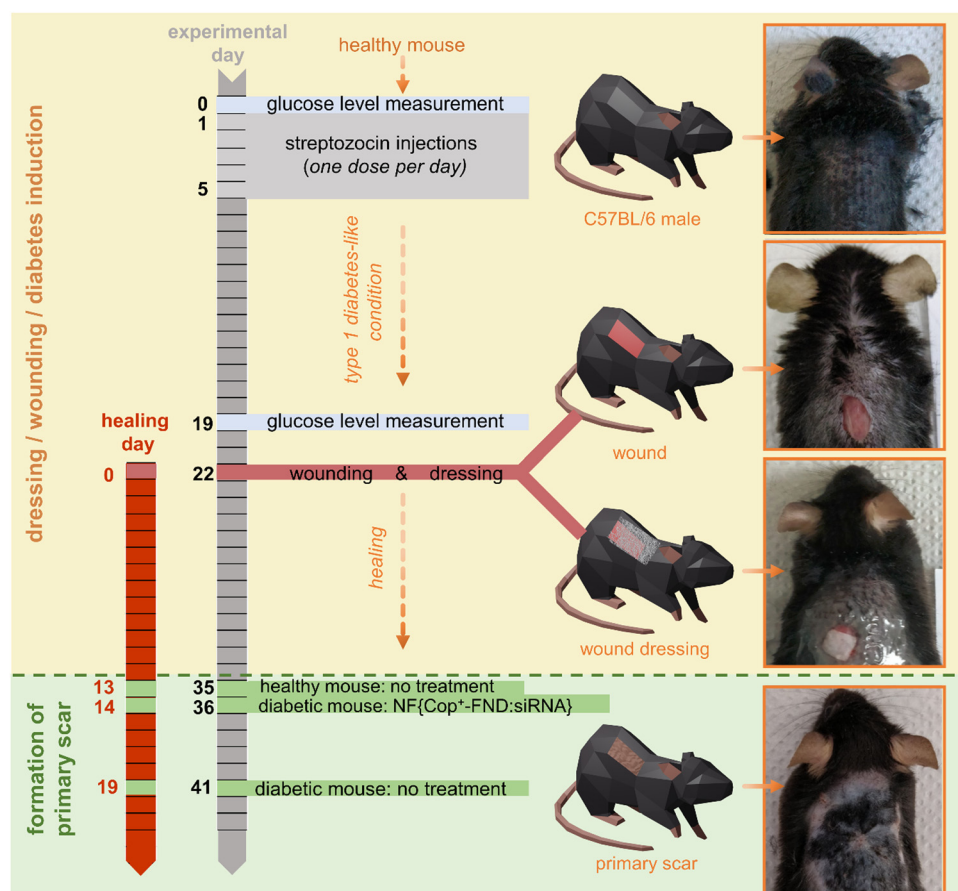 experimental
day
healthy mouse
0
glucose level measurement
1
streptozocin injections
(one dose per day)
5
C57BL/6 male
type 1 diabetes-like
condition
dressing / wounding / diabetes induction
healing
day
19
glucose level measurement
wound
0
22
wounding & dressing
healing
wound dressing
13
35
healthy mouse: no treatment
14
36
diabetic mouse: NF{Cop⁺-FND:siRNA}
formation of
primary scar
19
41
diabetic mouse: no treatment
primary scar